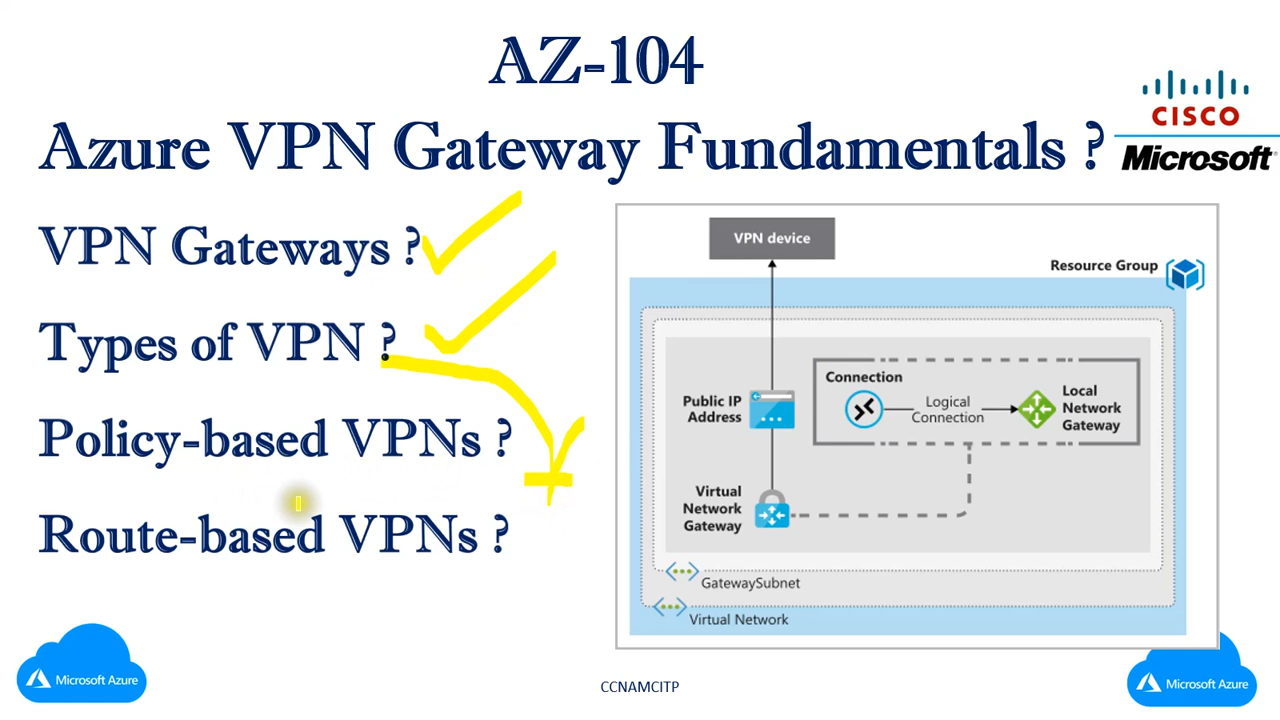 AZ-104
Azure VPN Gateway Fundamentals ?
CISCO
Microsoft
VPN Gateways ?
Types of VPN ?
Policy-based VPNs ?
Route-based VPNs ?
VPN device
Resource Group
Connection
Public IP
Address
Logical
Connection
Local
Network
Gateway
Virtual
Network
Gateway
GatewaySubnet
Virtual Network
Microsoft Azure
CCNAMCITP
Microsoft Azure